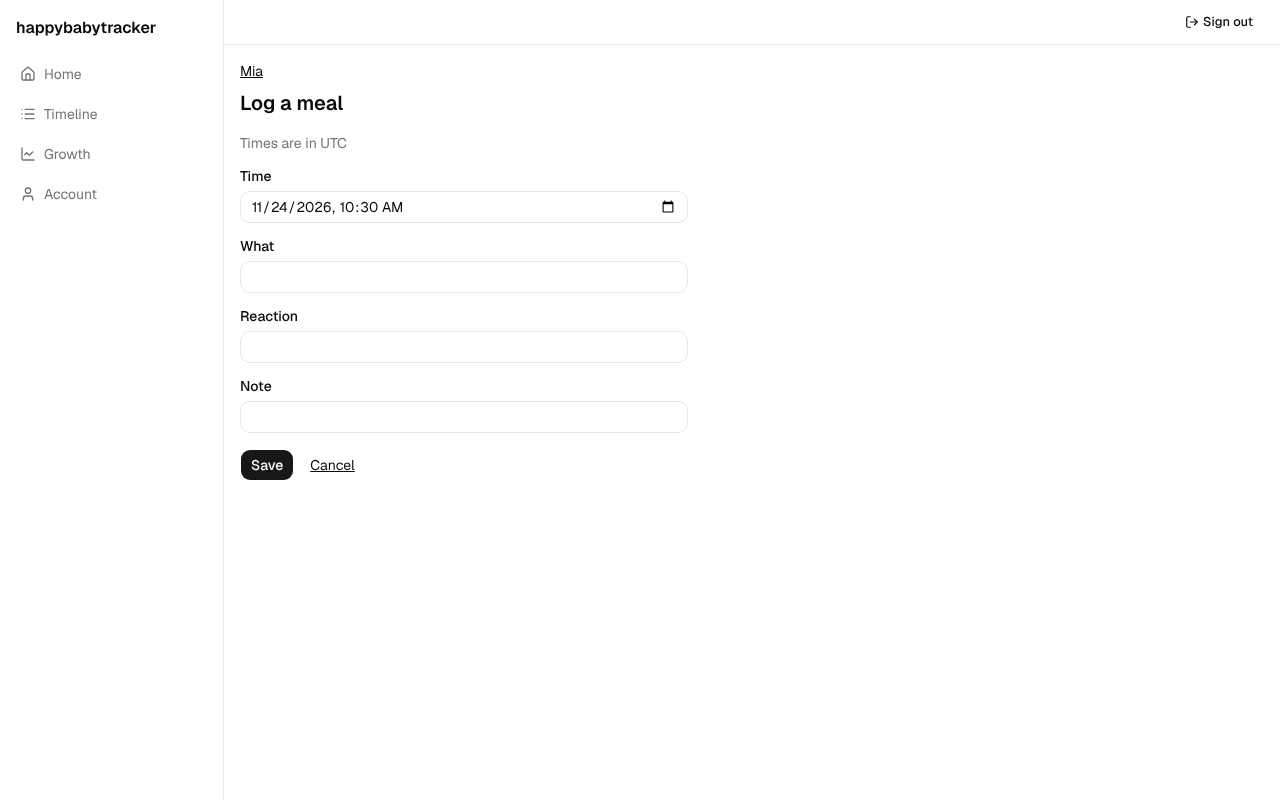 happybabytracker
Sign out
Home
Timeline
Growth
Account
Mia
Log a meal
Times are in UTC
Time
11/24/2026, 10:30 AM
What
Reaction
Note
Save
Cancel